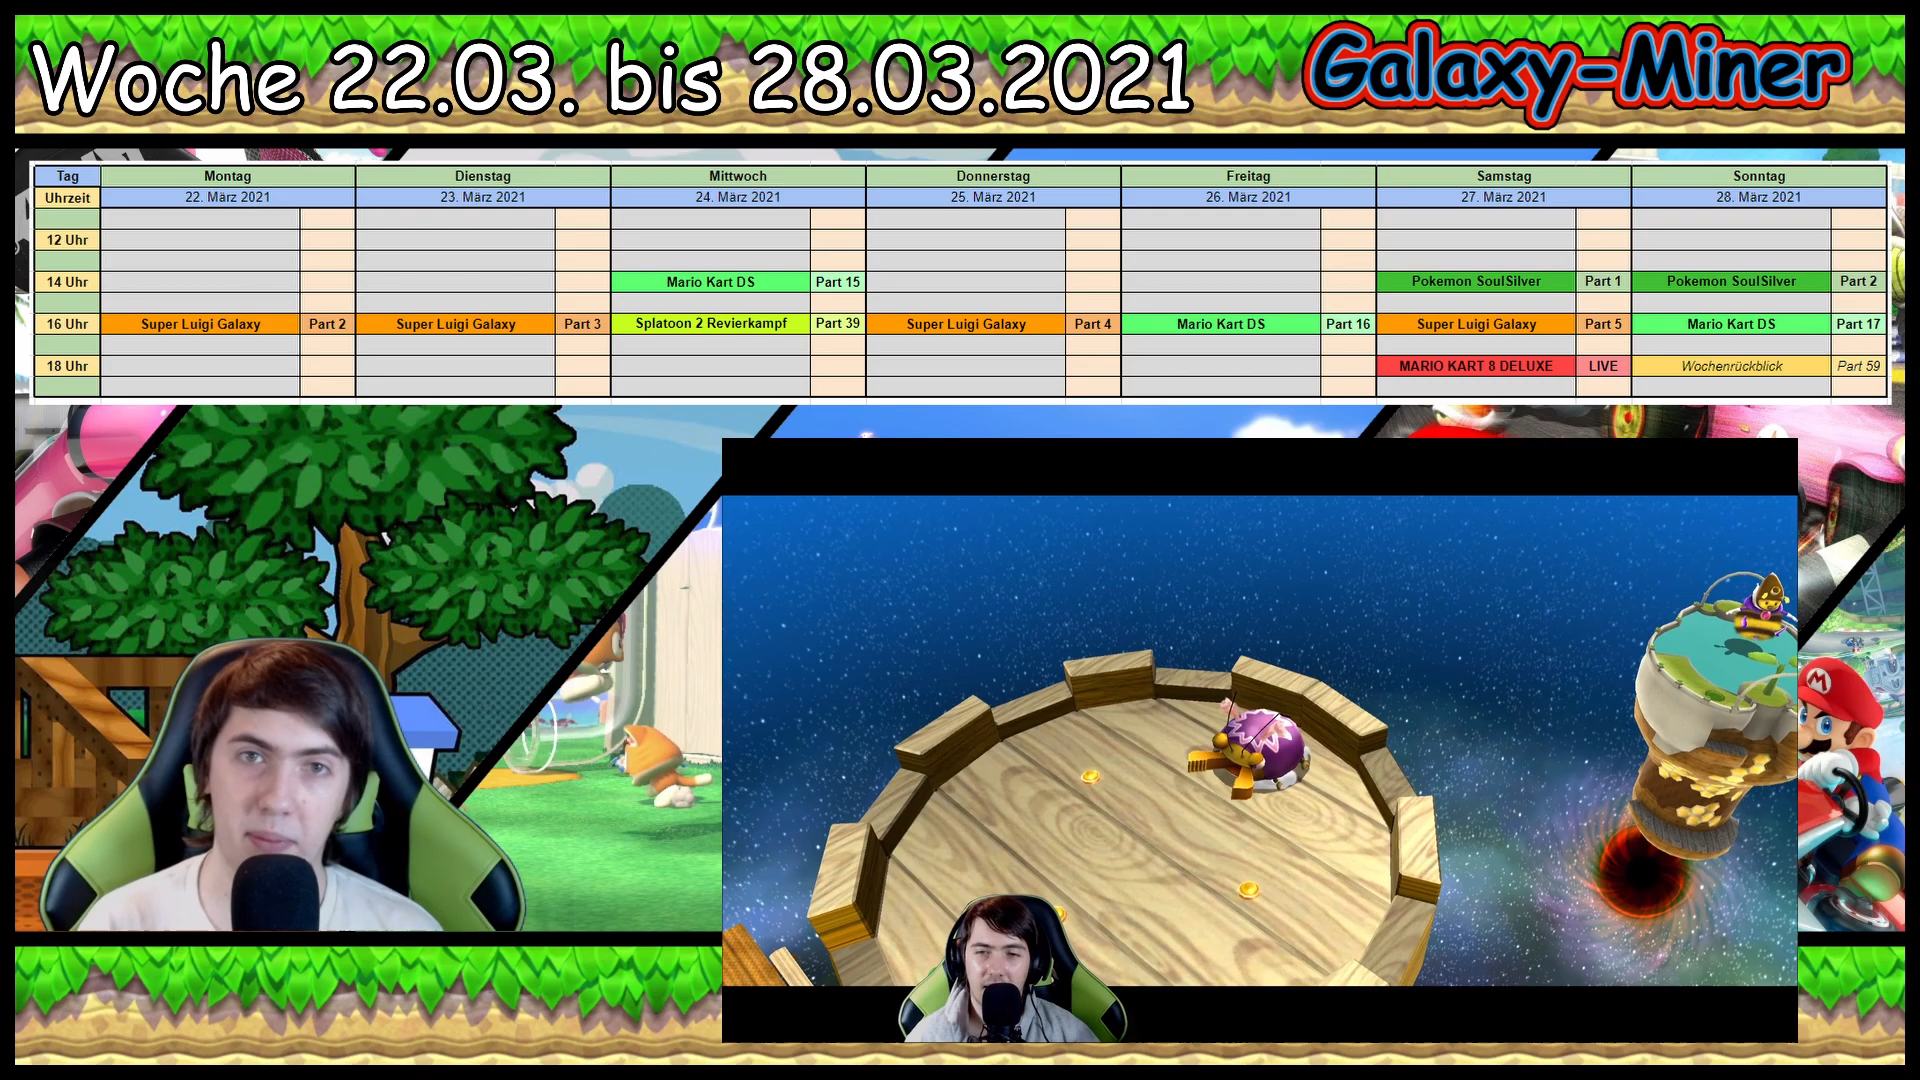 Woche 22.03. bis 28.03.2021
Galaxy-Miner
Tag Montag Dienstag Mittwoch Donnerstag Freitag Samstag Sonntag
Uhrzeit 22. März 2021 23. März 2021 24. März 2021 25. März 2021 26. März 2021 27. März 2021 28. März 2021
12 Uhr
14 Uhr Mario Kart DS Part 15 Pokemon SoulSilver Part 1 Pokemon SoulSilver Part 2
16 Uhr Super Luigi Galaxy Part 2 Super Luigi Galaxy Part 3 Splatoon 2 Revierkampf Part 39 Super Luigi Galaxy Part 4 Mario Kart DS Part 16 Super Luigi Galaxy Part 5 Mario Kart DS Part 17
18 Uhr MARIO KART 8 DELUXE LIVE Wochenrückblick Part 59
M